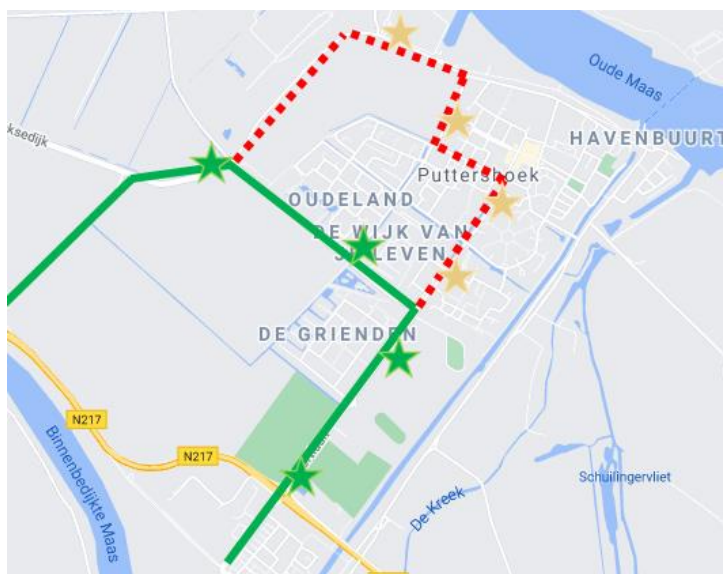 Oude Maas
HAVENBUURT
ksedijk
Puttershoek
OUDELAND
DE WIJK VAN
LEVEN
DE GRIENDEN
N217
N217
Binnenbedijkte Maas
De Kreek
Schuilingervliet